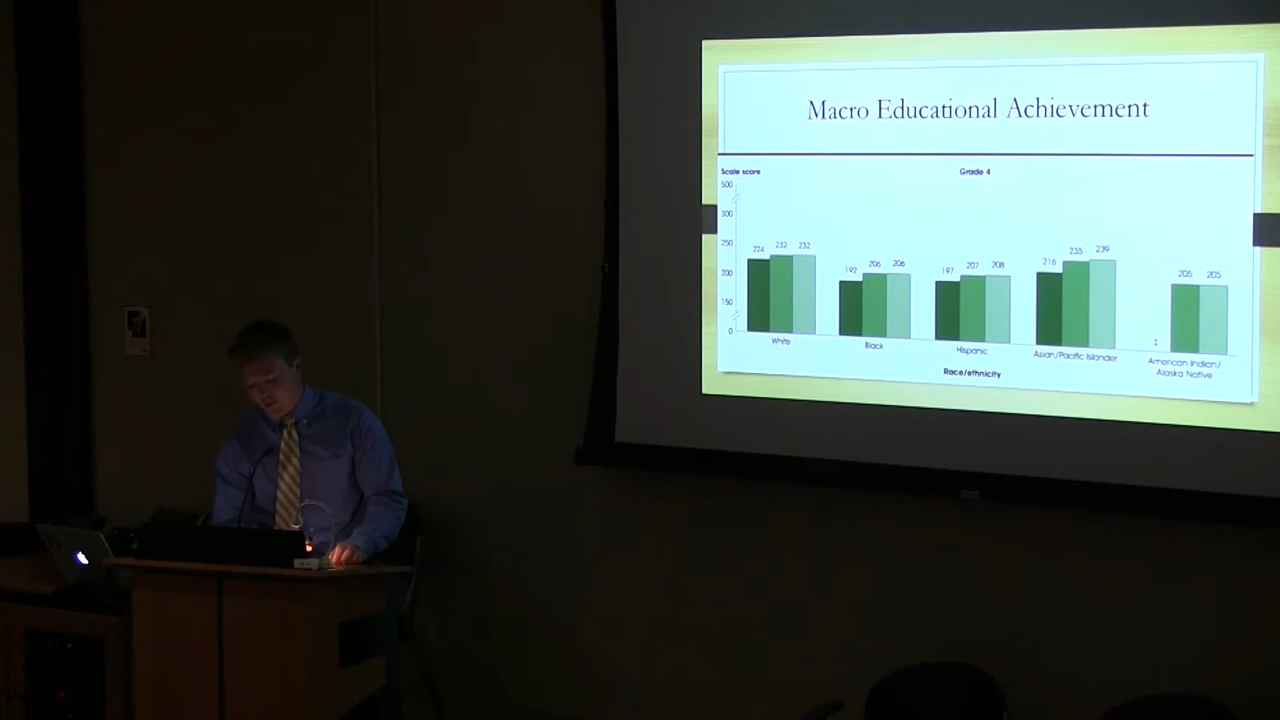 Macro Educational Achievement
Scale score
Grade 4
500
300
250
200
150
0
224 232 232
192 206 206
197 207 208
216 235 239
‡ 205 205
White
Black
Hispanic
Asian/Pacific Islander
American Indian/
Alaska Native
Race/ethnicity